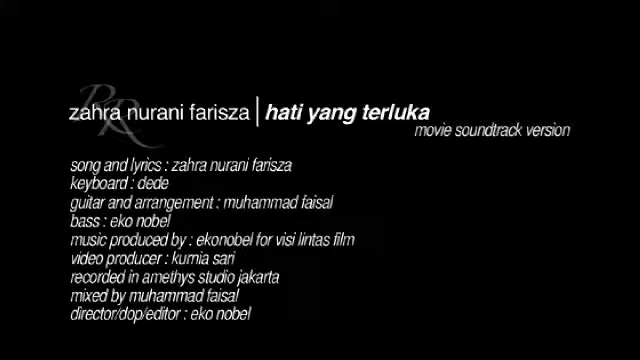 RR
zahra nurani farisza | hati yang terluka
movie soundtrack version
song and lyrics : zahra nurani farisza
keyboard : dede
guitar and arrangement : muhammad faisal
bass : eko nobel
music produced by : ekonobel for visi lintas film
video producer : kurnia sari
recorded in amethys studio jakarta
mixed by muhammad faisal
director/dop/editor : eko nobel